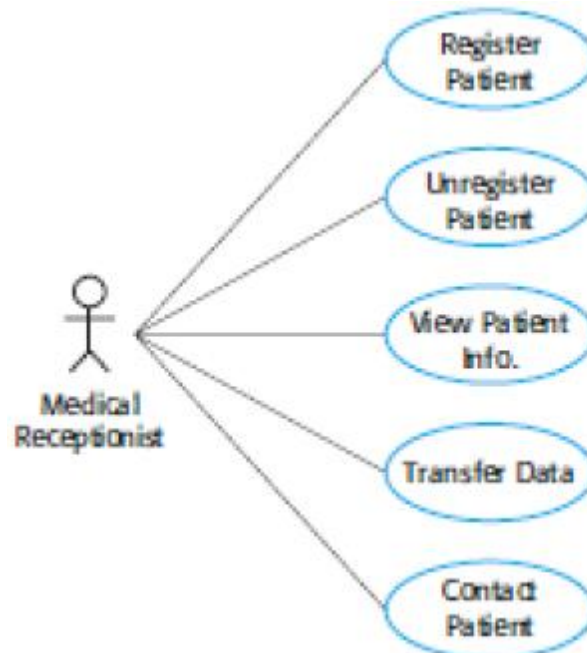 Register
Patient
Unregister
Patient
View Patient
Info.
Medical
Receptionist
Transfer Data
Contact
Patient